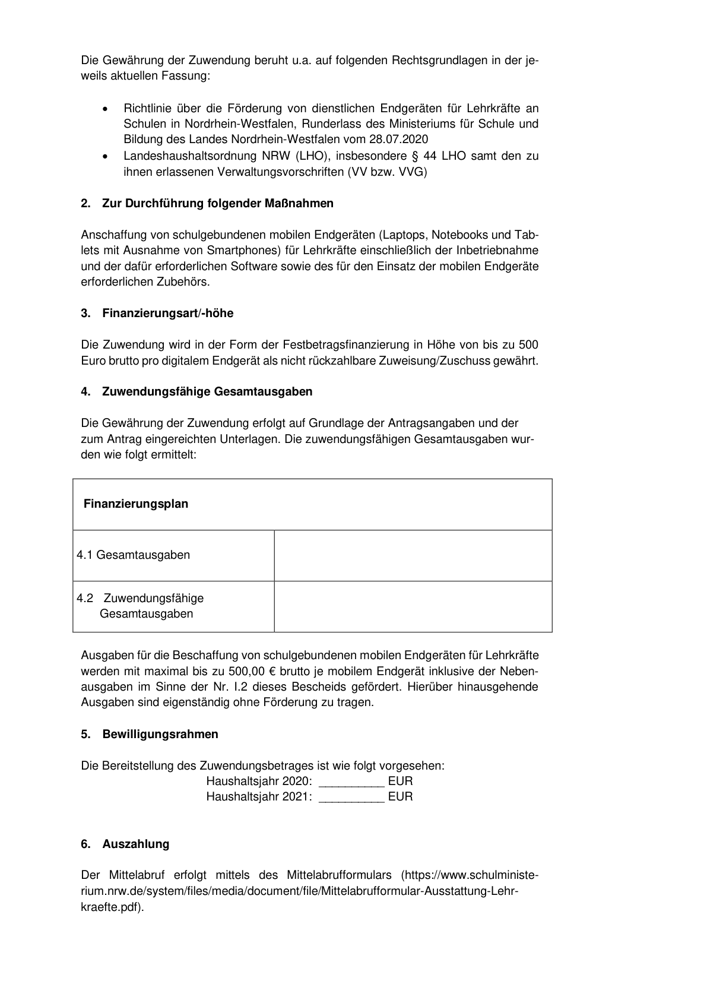 Die Gewährung der Zuwendung beruht u.a. auf folgenden Rechtsgrundlagen in der je-
weils aktuellen Fassung:
• Richtlinie über die Förderung von dienstlichen Endgeräten für Lehrkräfte an
Schulen in Nordrhein-Westfalen, Runderlass des Ministeriums für Schule und
Bildung des Landes Nordrhein-Westfalen vom 28.07.2020
• Landeshaushaltsordnung NRW (LHO), insbesondere § 44 LHO samt den zu
ihnen erlassenen Verwaltungsvorschriften (VV bzw. VVG)
2. Zur Durchführung folgender Maßnahmen
Anschaffung von schulgebundenen mobilen Endgeräten (Laptops, Notebooks und Tab-
lets mit Ausnahme von Smartphones) für Lehrkräfte einschließlich der Inbetriebnahme
und der dafür erforderlichen Software sowie des für den Einsatz der mobilen Endgeräte
erforderlichen Zubehörs.
3. Finanzierungsart/-höhe
Die Zuwendung wird in der Form der Festbetragsfinanzierung in Höhe von bis zu 500
Euro brutto pro digitalem Endgerät als nicht rückzahlbare Zuweisung/Zuschuss gewährt.
4. Zuwendungsfähige Gesamtausgaben
Die Gewährung der Zuwendung erfolgt auf Grundlage der Antragsangaben und der
zum Antrag eingereichten Unterlagen. Die zuwendungsfähigen Gesamtausgaben wur-
den wie folgt ermittelt:
Finanzierungsplan
4.1 Gesamtausgaben
4.2 Zuwendungsfähige
Gesamtausgaben
Ausgaben für die Beschaffung von schulgebundenen mobilen Endgeräten für Lehrkräfte
werden mit maximal bis zu 500,00 € brutto je mobilem Endgerät inklusive der Neben-
ausgaben im Sinne der Nr. I.2 dieses Bescheids gefördert. Hierüber hinausgehende
Ausgaben sind eigenständig ohne Förderung zu tragen.
5. Bewilligungsrahmen
Die Bereitstellung des Zuwendungsbetrages ist wie folgt vorgesehen:
Haushaltsjahr 2020: __________ EUR
Haushaltsjahr 2021: __________ EUR
6. Auszahlung
Der Mittelabruf erfolgt mittels des Mittelabrufformulars (https://www.schulministe-
rium.nrw.de/system/files/media/document/file/Mittelabrufformular-Ausstattung-Lehr-
kraefte.pdf).